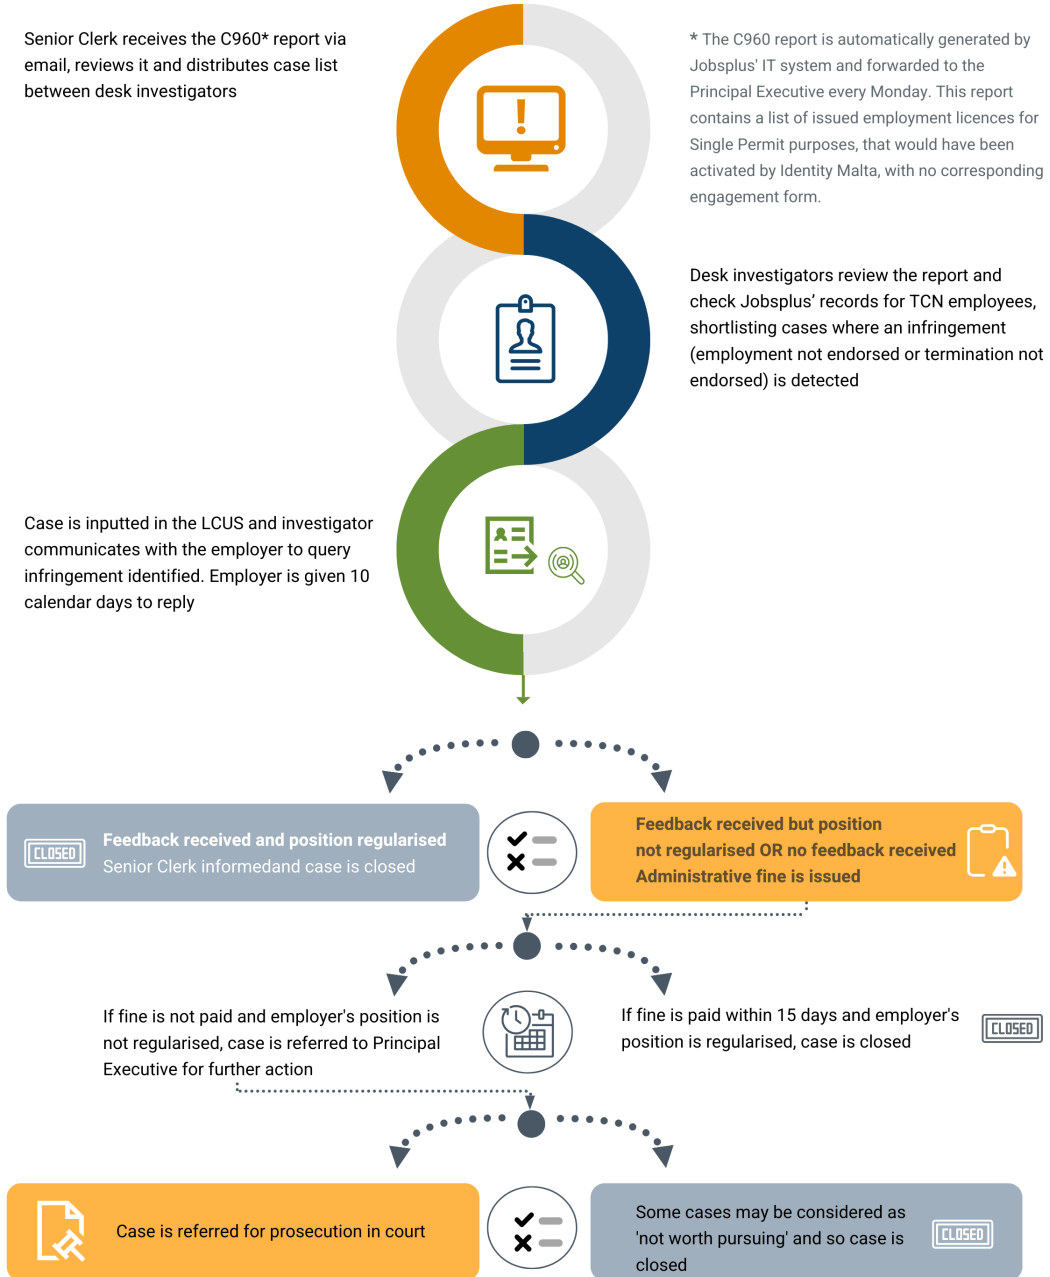 Senior Clerk receives the C960* report via
email, reviews it and distributes case list
between desk investigators
* The C960 report is automatically generated by
Jobsplus' IT system and forwarded to the
Principal Executive every Monday. This report
contains a list of issued employment licences for
Single Permit purposes, that would have been
activated by Identity Malta, with no corresponding
engagement form.
Desk investigators review the report and
check Jobsplus’ records for TCN employees,
shortlisting cases where an infringement
(employment not endorsed or termination not
endorsed) is detected
Case is inputted in the LCUS and investigator
communicates with the employer to query
infringement identified. Employer is given 10
calendar days to reply
CLOSED
Feedback received and position regularised
Senior Clerk informedand case is closed
Feedback received but position
not regularised OR no feedback received
Administrative fine is issued
If fine is not paid and employer's position is
not regularised, case is referred to Principal
Executive for further action
If fine is paid within 15 days and employer's
position is regularised, case is closed
CLOSED
Case is referred for prosecution in court
Some cases may be considered as
'not worth pursuing' and so case is
closed
CLOSED